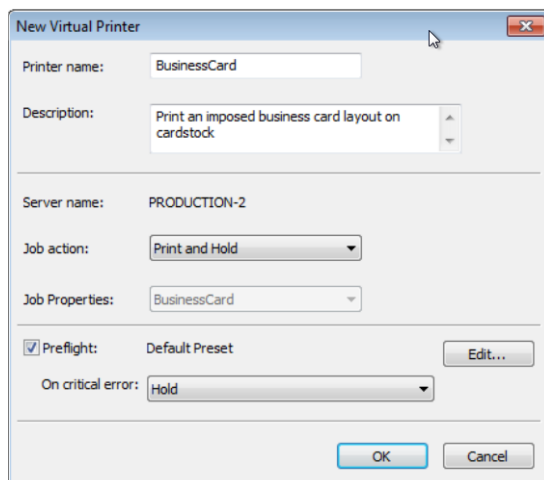 New Virtual Printer
Printer name: BusinessCard
Description: Print an imposed business card layout on
cardstock
Server name: PRODUCTION-2
Job action: Print and Hold
Job Properties: BusinessCard
Preflight: Default Preset Edit...
On critical error: Hold
OK Cancel